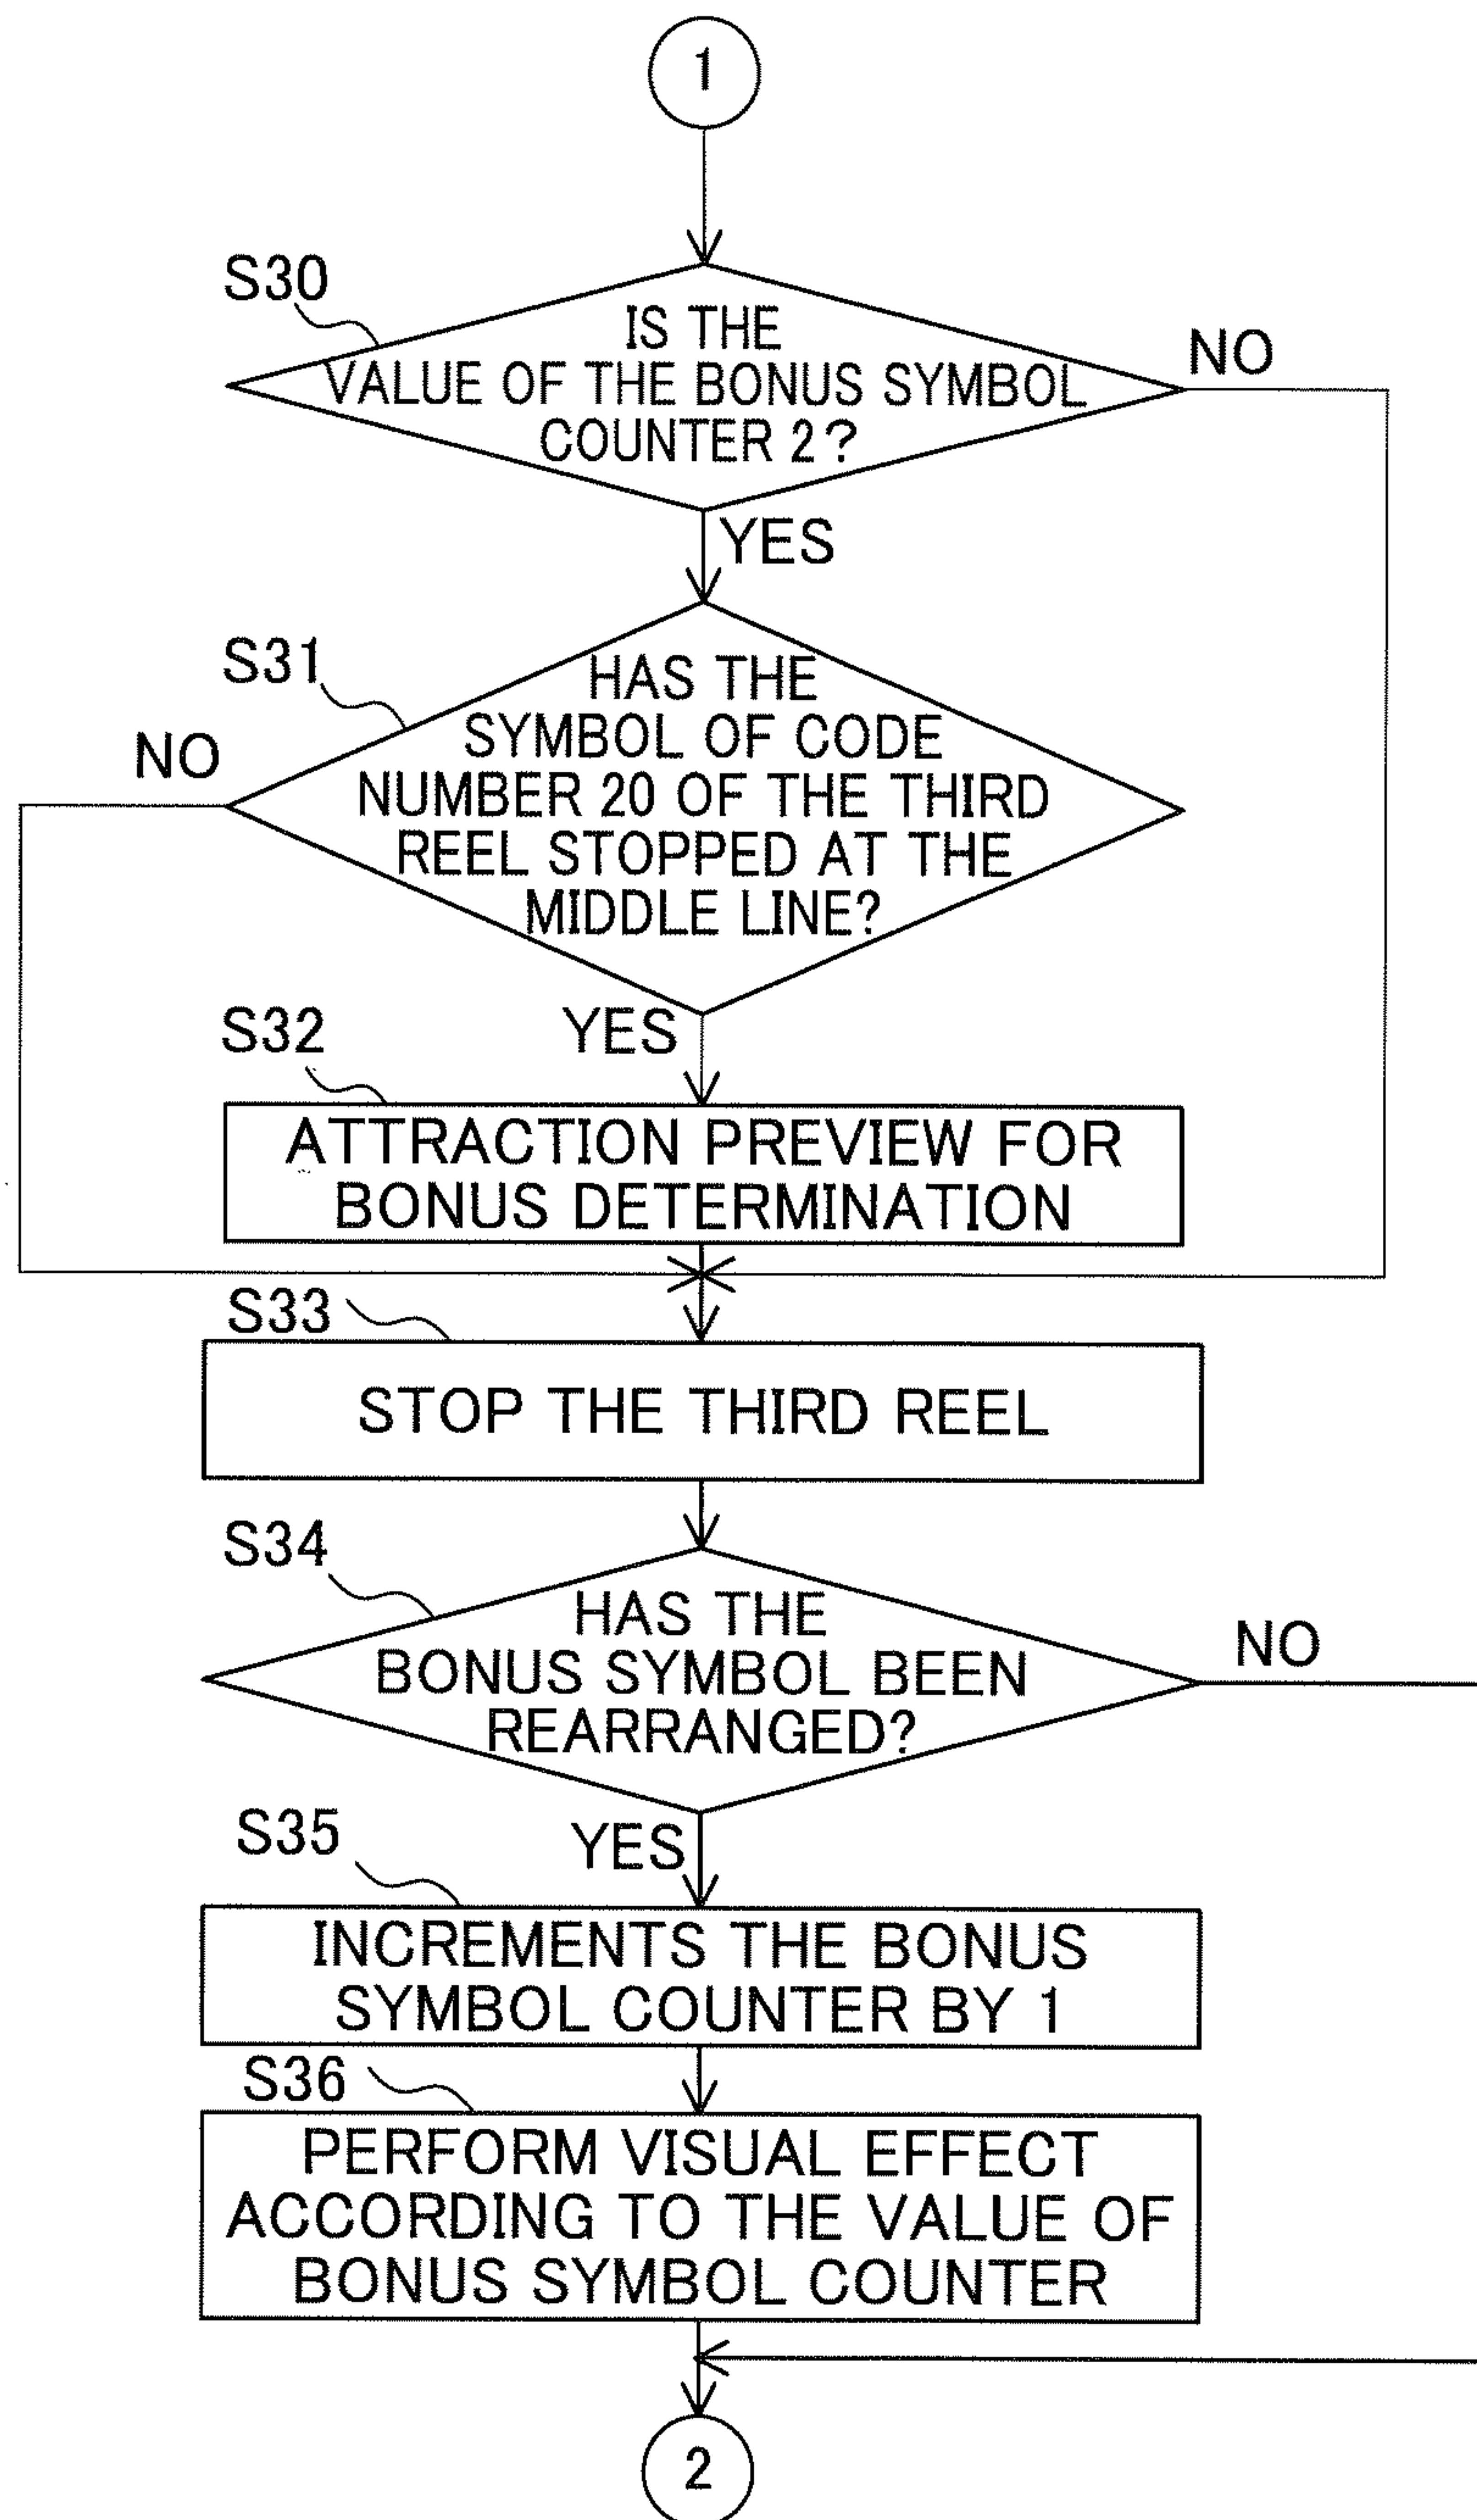 1
S30
IS THE
VALUE OF THE BONUS SYMBOL
COUNTER 2?
NO
YES
S31
HAS THE
SYMBOL OF CODE
NUMBER 20 OF THE THIRD
REEL STOPPED AT THE
MIDDLE LINE?
NO
YES
S32
ATTRACTION PREVIEW FOR
BONUS DETERMINATION
S33
STOP THE THIRD REEL
S34
HAS THE
BONUS SYMBOL BEEN
REARRANGED?
NO
YES
S35
INCREMENTS THE BONUS
SYMBOL COUNTER BY 1
S36
PERFORM VISUAL EFFECT
ACCORDING TO THE VALUE OF
BONUS SYMBOL COUNTER
2